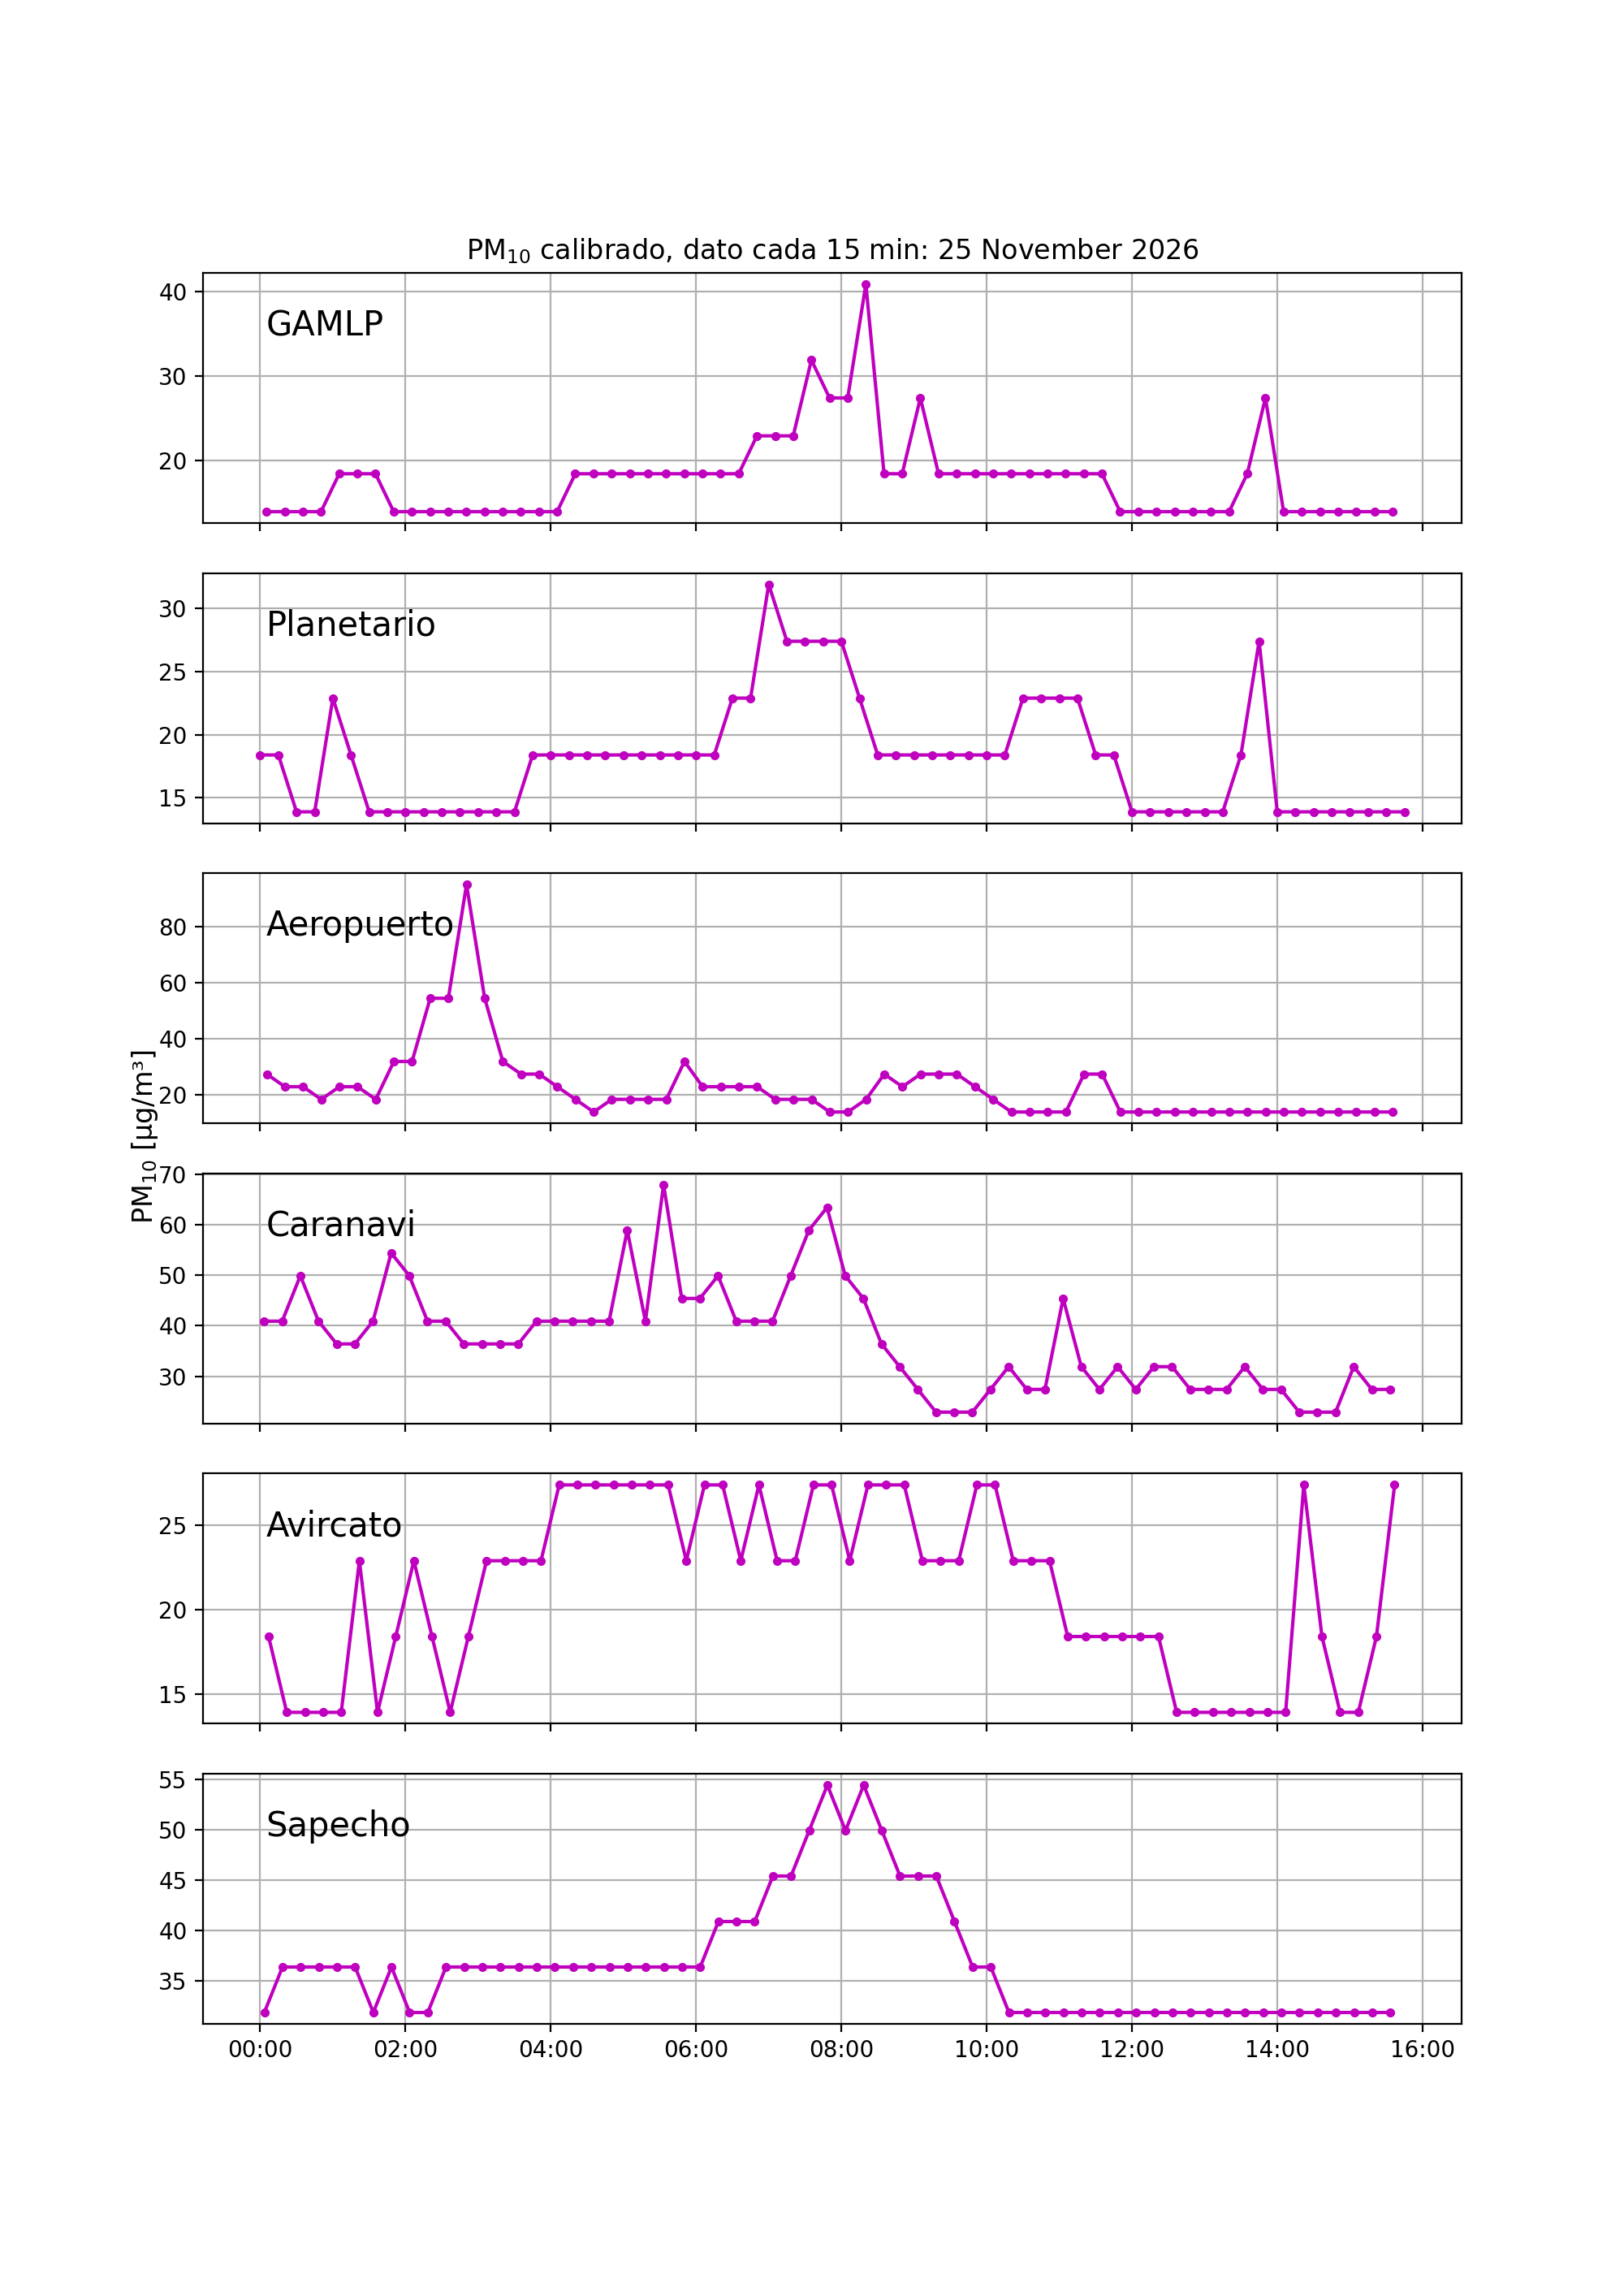 PM₁₀ calibrado, dato cada 15 min: 25 November 2026
40
30
20
GAMLP
30
25
20
15
Planetario
80
60
40
20
Aeropuerto
PM₁₀ [µg/m³]
70
60
50
40
30
Caranavi
25
20
15
Avircato
55
50
45
40
35
Sapecho
00:00 02:00 04:00 06:00 08:00 10:00 12:00 14:00 16:00